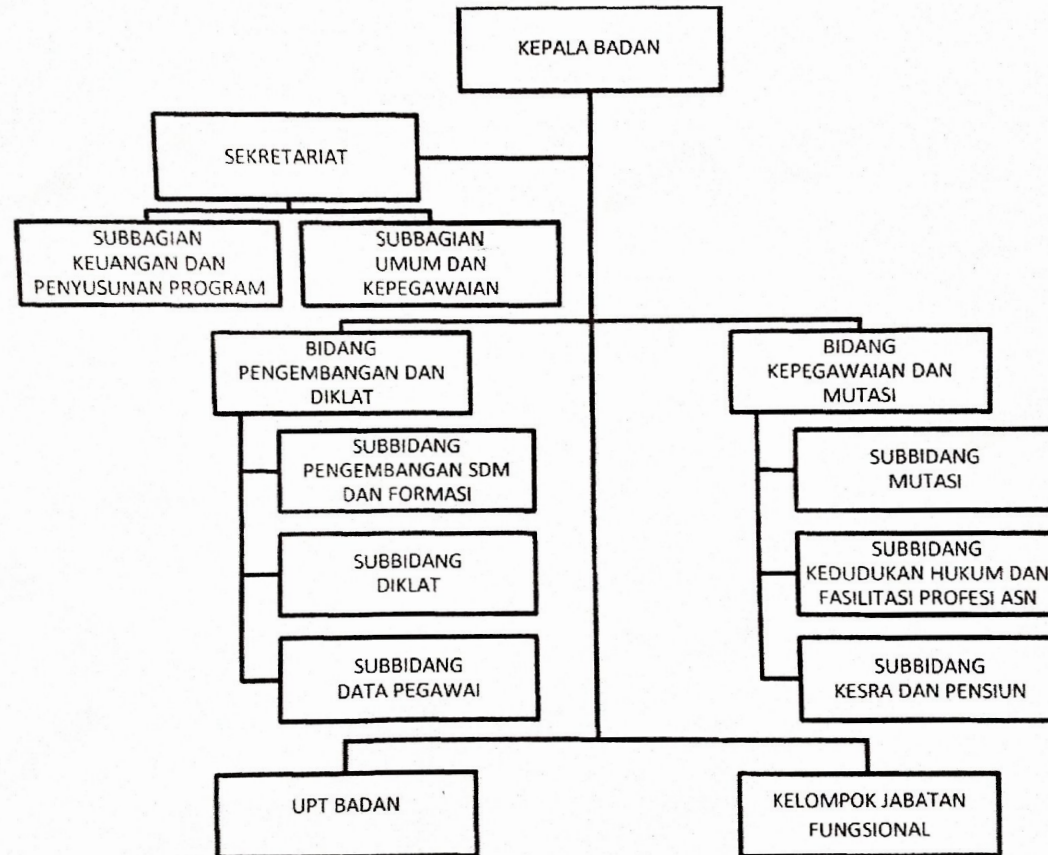 KEPALA BADAN
SEKRETARIAT
SUBBAGIAN
KEUANGAN DAN
PENYUSUNAN PROGRAM
SUBBAGIAN
UMUM DAN
KEPEGAWAIAN
BIDANG
PENGEMBANGAN DAN
DIKLAT
SUBBIDANG
PENGEMBANGAN SDM
DAN FORMASI
SUBBIDANG
DIKLAT
SUBBIDANG
DATA PEGAWAI
BIDANG
KEPEGAWAIAN DAN
MUTASI
SUBBIDANG
MUTASI
SUBBIDANG
KEDUDUKAN HUKUM DAN
FASILITASI PROFESI ASN
SUBBIDANG
KESRA DAN PENSIUN
UPT BADAN
KELOMPOK JABATAN
FUNGSIONAL